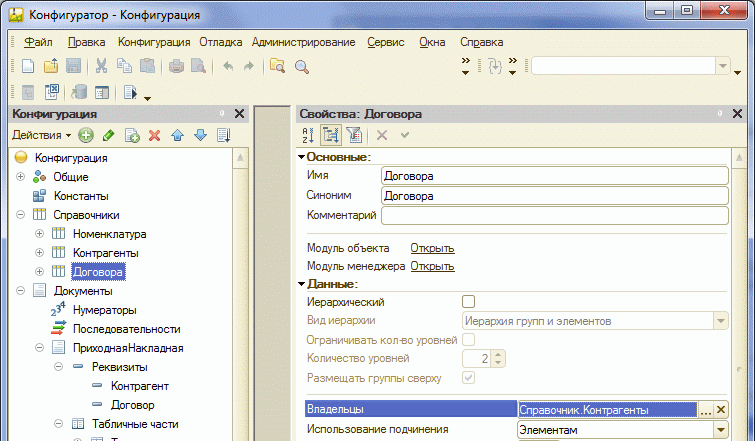 Конфигуратор - Конфигурация
Файл Правка Конфигурация Отладка Администрирование Сервис Окна Справка
Конфигурация
Действия
Конфигурация
Общие
Константы
Справочники
Номенклатура
Контрагенты
Договора
Документы
Нумераторы
Последовательности
ПриходнаяНакладная
Реквизиты
Контрагент
Договор
Табличные части
Свойства: Договора
Основные:
Имя Договора
Синоним Договора
Комментарий
Модуль объекта Открыть
Модуль менеджера Открыть
Данные:
Иерархический
Вид иерархии Иерархия групп и элементов
Ограничивать кол-во уровней
Количество уровней 2
Размещать группы сверху
Владельцы Справочник.Контрагенты ...
Использование подчинения Элементам